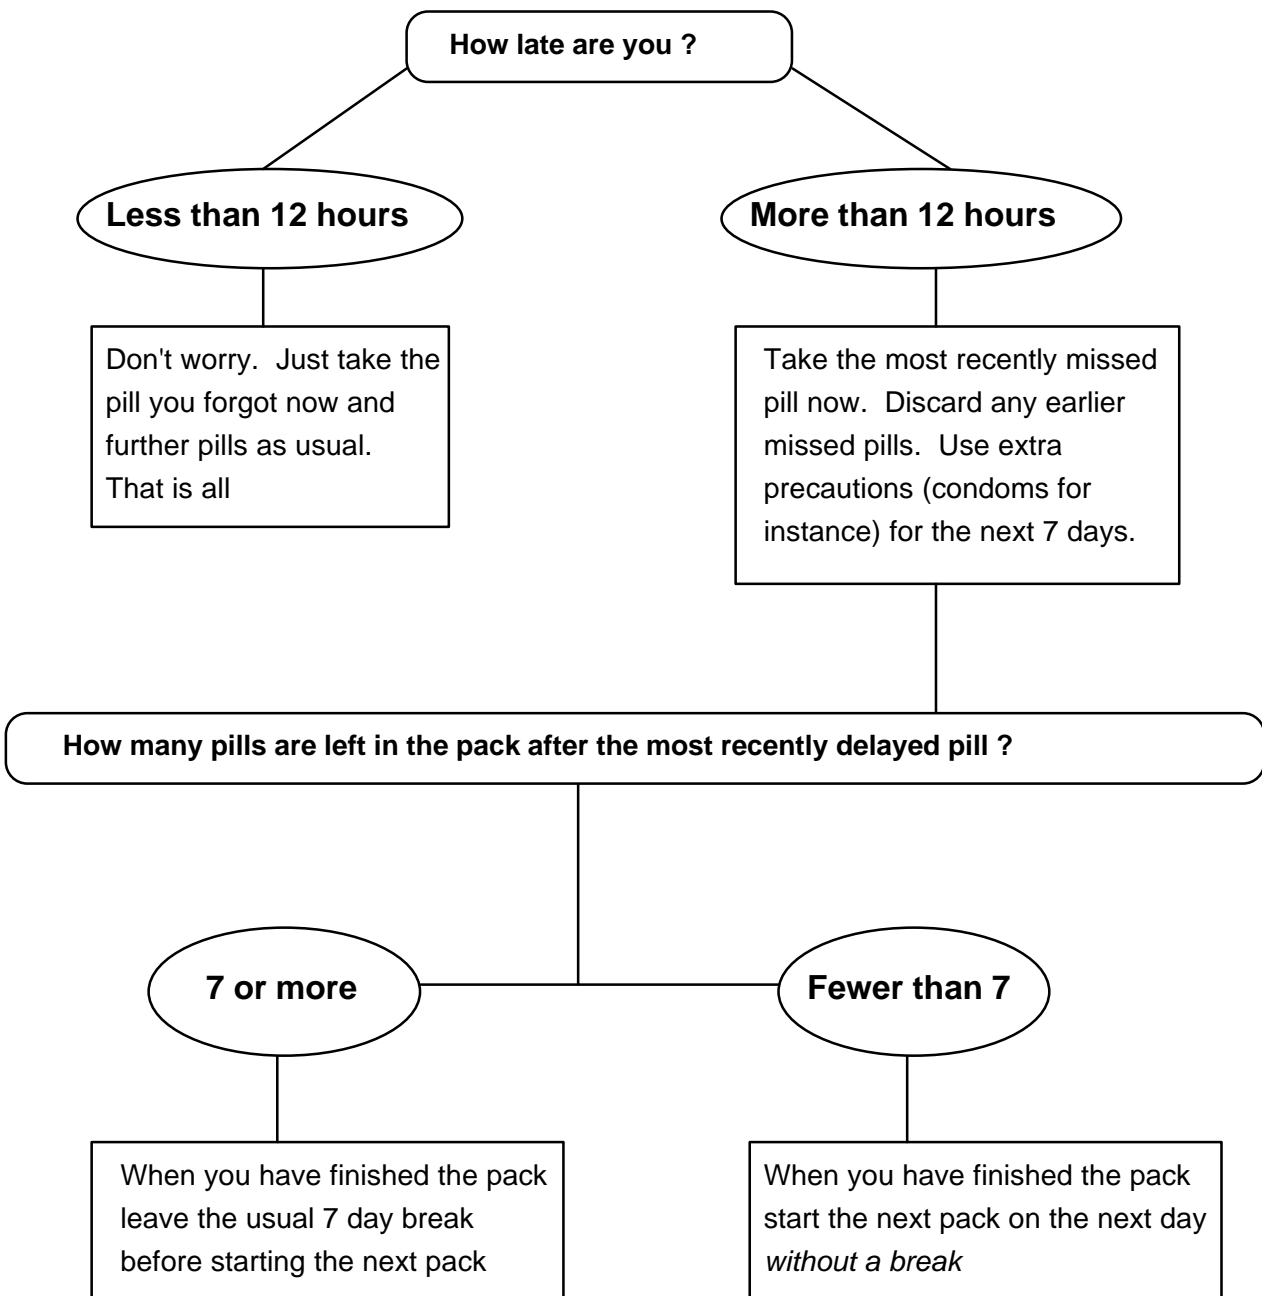 How late are you ?
Less than 12 hours
More than 12 hours
Don't worry.  Just take the
pill you forgot now and
further pills as usual.
That is all
Take the most recently missed
pill now.  Discard any earlier
missed pills.  Use extra
precautions (condoms for
instance) for the next 7 days.
How many pills are left in the pack after the most recently delayed pill ?
7 or more
Fewer than 7
When you have finished the pack
leave the usual 7 day break
before starting the next pack
When you have finished the pack
start the next pack on the next day
without a break